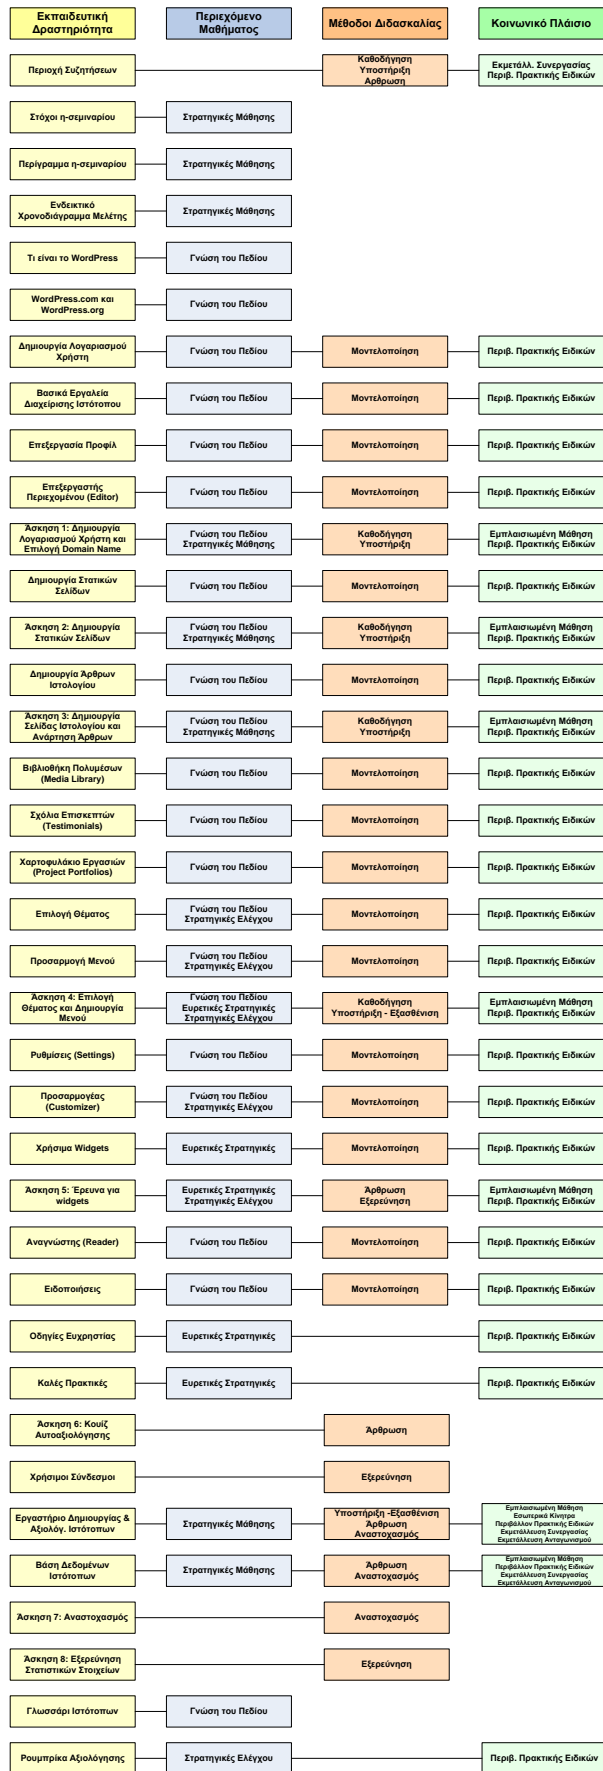 Εκπαιδευτική
Δραστηριότητα
Περιεχόμενο
Μαθήματος
Μέθοδοι Διδασκαλίας
Κοινωνικό Πλάισιο
Περιοχή Συζητήσεων
Καθοδήγηση
Υποστήριξη
Αρθρωση
Εκμετάλλ. Συνεργασίας
Περιβ. Πρακτικής Ειδικών
Στόχοι η-σεμιναρίου
Στρατηγικές Μάθησης
Περίγραμμα η-σεμιναρίου
Στρατηγικές Μάθησης
Ενδεικτικό
Χρονοδιάγραμμα Μελέτης
Στρατηγικές Μάθησης
Τι είναι το WordPress
Γνώση του Πεδίου
WordPress.com και
WordPress.org
Γνώση του Πεδίου
Δημιουργία Λογαριασμού
Χρήστη
Γνώση του Πεδίου
Μοντελοποίηση
Περιβ. Πρακτικής Ειδικών
Βασικά Εργαλεία
Διαχείρισης Ιστότοπου
Γνώση του Πεδίου
Μοντελοποίηση
Περιβ. Πρακτικής Ειδικών
Επεξεργασία Προφίλ
Γνώση του Πεδίου
Μοντελοποίηση
Περιβ. Πρακτικής Ειδικών
Επεξεργαστής
Περιεχομένου (Editor)
Γνώση του Πεδίου
Μοντελοποίηση
Περιβ. Πρακτικής Ειδικών
Άσκηση 1: Δημιουργία
Λογαριασμού Χρήστη και
Επιλογή Domain Name
Γνώση του Πεδίου
Στρατηγικές Μάθησης
Καθοδήγηση
Υποστήριξη
Εμπλαισιωμένη Μάθηση
Περιβ. Πρακτικής Ειδικών
Δημιουργία Στατικών
Σελίδων
Γνώση του Πεδίου
Μοντελοποίηση
Περιβ. Πρακτικής Ειδικών
Άσκηση 2: Δημιουργία
Στατικών Σελίδων
Γνώση του Πεδίου
Στρατηγικές Μάθησης
Καθοδήγηση
Υποστήριξη
Εμπλαισιωμένη Μάθηση
Περιβ. Πρακτικής Ειδικών
Δημιουργία Άρθρων
Ιστολογίου
Γνώση του Πεδίου
Μοντελοποίηση
Περιβ. Πρακτικής Ειδικών
Άσκηση 3: Δημιουργία
Σελίδας Ιστολογίου και
Ανάρτηση Άρθρων
Γνώση του Πεδίου
Στρατηγικές Μάθησης
Καθοδήγηση
Υποστήριξη
Εμπλαισιωμένη Μάθηση
Περιβ. Πρακτικής Ειδικών
Βιβλιοθήκη Πολυμέσων
(Media Library)
Γνώση του Πεδίου
Μοντελοποίηση
Περιβ. Πρακτικής Ειδικών
Σχόλια Επισκεπτών
(Testimonials)
Γνώση του Πεδίου
Μοντελοποίηση
Περιβ. Πρακτικής Ειδικών
Χαρτοφυλάκιο Εργασιών
(Project Portfolios)
Γνώση του Πεδίου
Μοντελοποίηση
Περιβ. Πρακτικής Ειδικών
Επιλογή Θέματος
Γνώση του Πεδίου
Στρατηγικές Ελέγχου
Μοντελοποίηση
Περιβ. Πρακτικής Ειδικών
Προσαρμογή Μενού
Γνώση του Πεδίου
Στρατηγικές Ελέγχου
Μοντελοποίηση
Περιβ. Πρακτικής Ειδικών
Άσκηση 4: Επιλογή
Θέματος και Δημιουργία
Μενού
Γνώση του Πεδίου
Ευρετικές Στρατηγικές
Στρατηγικές Ελέγχου
Καθοδήγηση
Υποστήριξη - Εξασθένιση
Εμπλαισιωμένη Μάθηση
Περιβ. Πρακτικής Ειδικών
Ρυθμίσεις (Settings)
Γνώση του Πεδίου
Μοντελοποίηση
Περιβ. Πρακτικής Ειδικών
Προσαρμογέας
(Customizer)
Γνώση του Πεδίου
Στρατηγικές Ελέγχου
Μοντελοποίηση
Περιβ. Πρακτικής Ειδικών
Χρήσιμα Widgets
Ευρετικές Στρατηγικές
Μοντελοποίηση
Περιβ. Πρακτικής Ειδικών
Άσκηση 5: Έρευνα για
widgets
Ευρετικές Στρατηγικές
Στρατηγικές Ελέγχου
Άρθρωση
Εξερεύνηση
Εμπλαισιωμένη Μάθηση
Περιβ. Πρακτικής Ειδικών
Αναγνώστης (Reader)
Γνώση του Πεδίου
Μοντελοποίηση
Περιβ. Πρακτικής Ειδικών
Ειδοποιήσεις
Γνώση του Πεδίου
Μοντελοποίηση
Περιβ. Πρακτικής Ειδικών
Οδηγίες Ευχρηστίας
Ευρετικές Στρατηγικές
Περιβ. Πρακτικής Ειδικών
Καλές Πρακτικές
Ευρετικές Στρατηγικές
Περιβ. Πρακτικής Ειδικών
Άσκηση 6: Κουίζ
Αυτοαξιολόγησης
Άρθρωση
Χρήσιμοι Σύνδεσμοι
Εξερεύνηση
Εργαστήριο Δημιουργίας &
Αξιολόγ. Ιστότοπων
Στρατηγικές Μάθησης
Υποστήριξη -Εξασθένιση
Άρθρωση
Αναστοχασμός
Εμπλαισιωμένη Μάθηση
Εσωτερικά Κίνητρα
Περιβάλλον Πρακτικής Ειδικών
Εκμετάλλευση Συνεργασίας
Εκμετάλλευση Ανταγωνισμού
Βάση Δεδομένων
Ιστότοπων
Στρατηγικές Μάθησης
Άρθρωση
Αναστοχασμός
Εμπλαισιωμένη Μάθηση
Περιβάλλον Πρακτικής Ειδικών
Εκμετάλλευση Συνεργασίας
Εκμετάλλευση Ανταγωνισμού
Άσκηση 7: Αναστοχασμός
Αναστοχασμός
Άσκηση 8: Εξερεύνηση
Στατιστικών Στοιχείων
Εξερεύνηση
Γλωσσάρι Ιστότοπων
Γνώση του Πεδίου
Ρουμπρίκα Αξιολόγησης
Στρατηγικές Ελέγχου
Περιβ. Πρακτικής Ειδικών